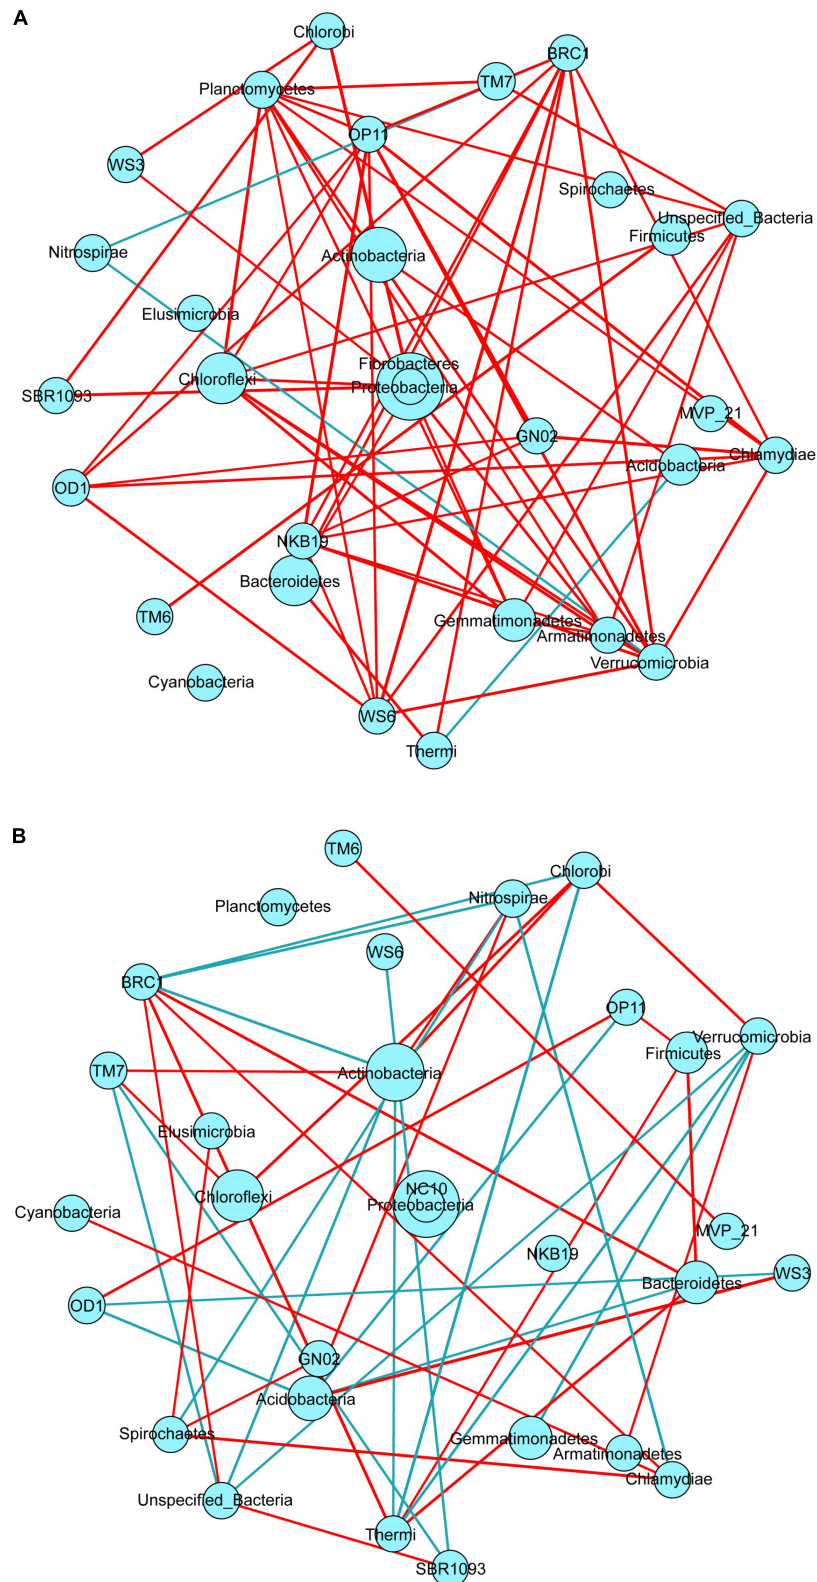 A
Chlorobi
BRC1
TM7
Planctomycetes
OP11
WS3
Spirochaetes
Unspecified_Bacteria
Firmicutes
Nitrospirae
Actinobacteria
Elusimicrobia
Fibrobacteres
Chloroflexi
Proteobacteria
SBR1093
MVP_21
GN02
Chlamydiae
Acidobacteria
OD1
NKB19
Bacteroidetes
TM6
Gemmatimonadetes
Armatimonadetes
Verrucomicrobia
Cyanobacteria
WS6
Thermi
B
TM6
Chlorobi
Nitrospirae
Planctomycetes
WS6
BRC1
OP11
Verrucomicrobia
Firmicutes
TM7
Actinobacteria
Elusimicrobia
NC10
Chloroflexi
Proteobacteria
Cyanobacteria
MVP_21
NKB19
WS3
Bacteroidetes
OD1
GN02
Acidobacteria
Spirochaetes
Gemmatimonadetes
Armatimonadetes
Chlamydiae
Unspecified_Bacteria
Thermi
SBR1093